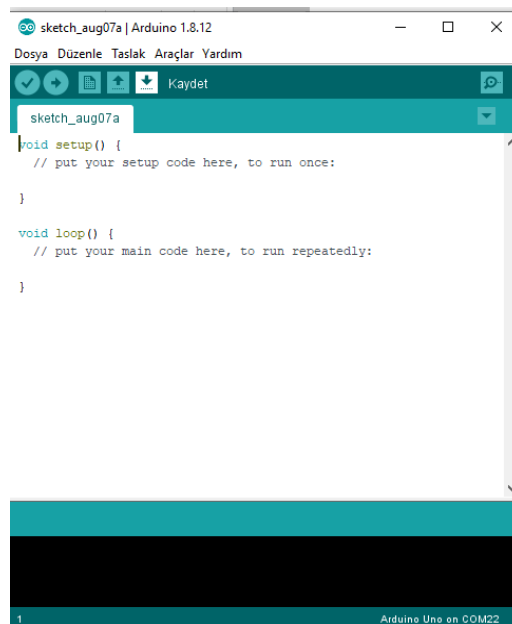 sketch_aug07a | Arduino 1.8.12
Dosya Düzenle Taslak Araçlar Yardım
Kaydet
sketch_aug07a
void setup() {
  // put your setup code here, to run once:
}
void loop() {
  // put your main code here, to run repeatedly:
}
1 Arduino Uno on COM22